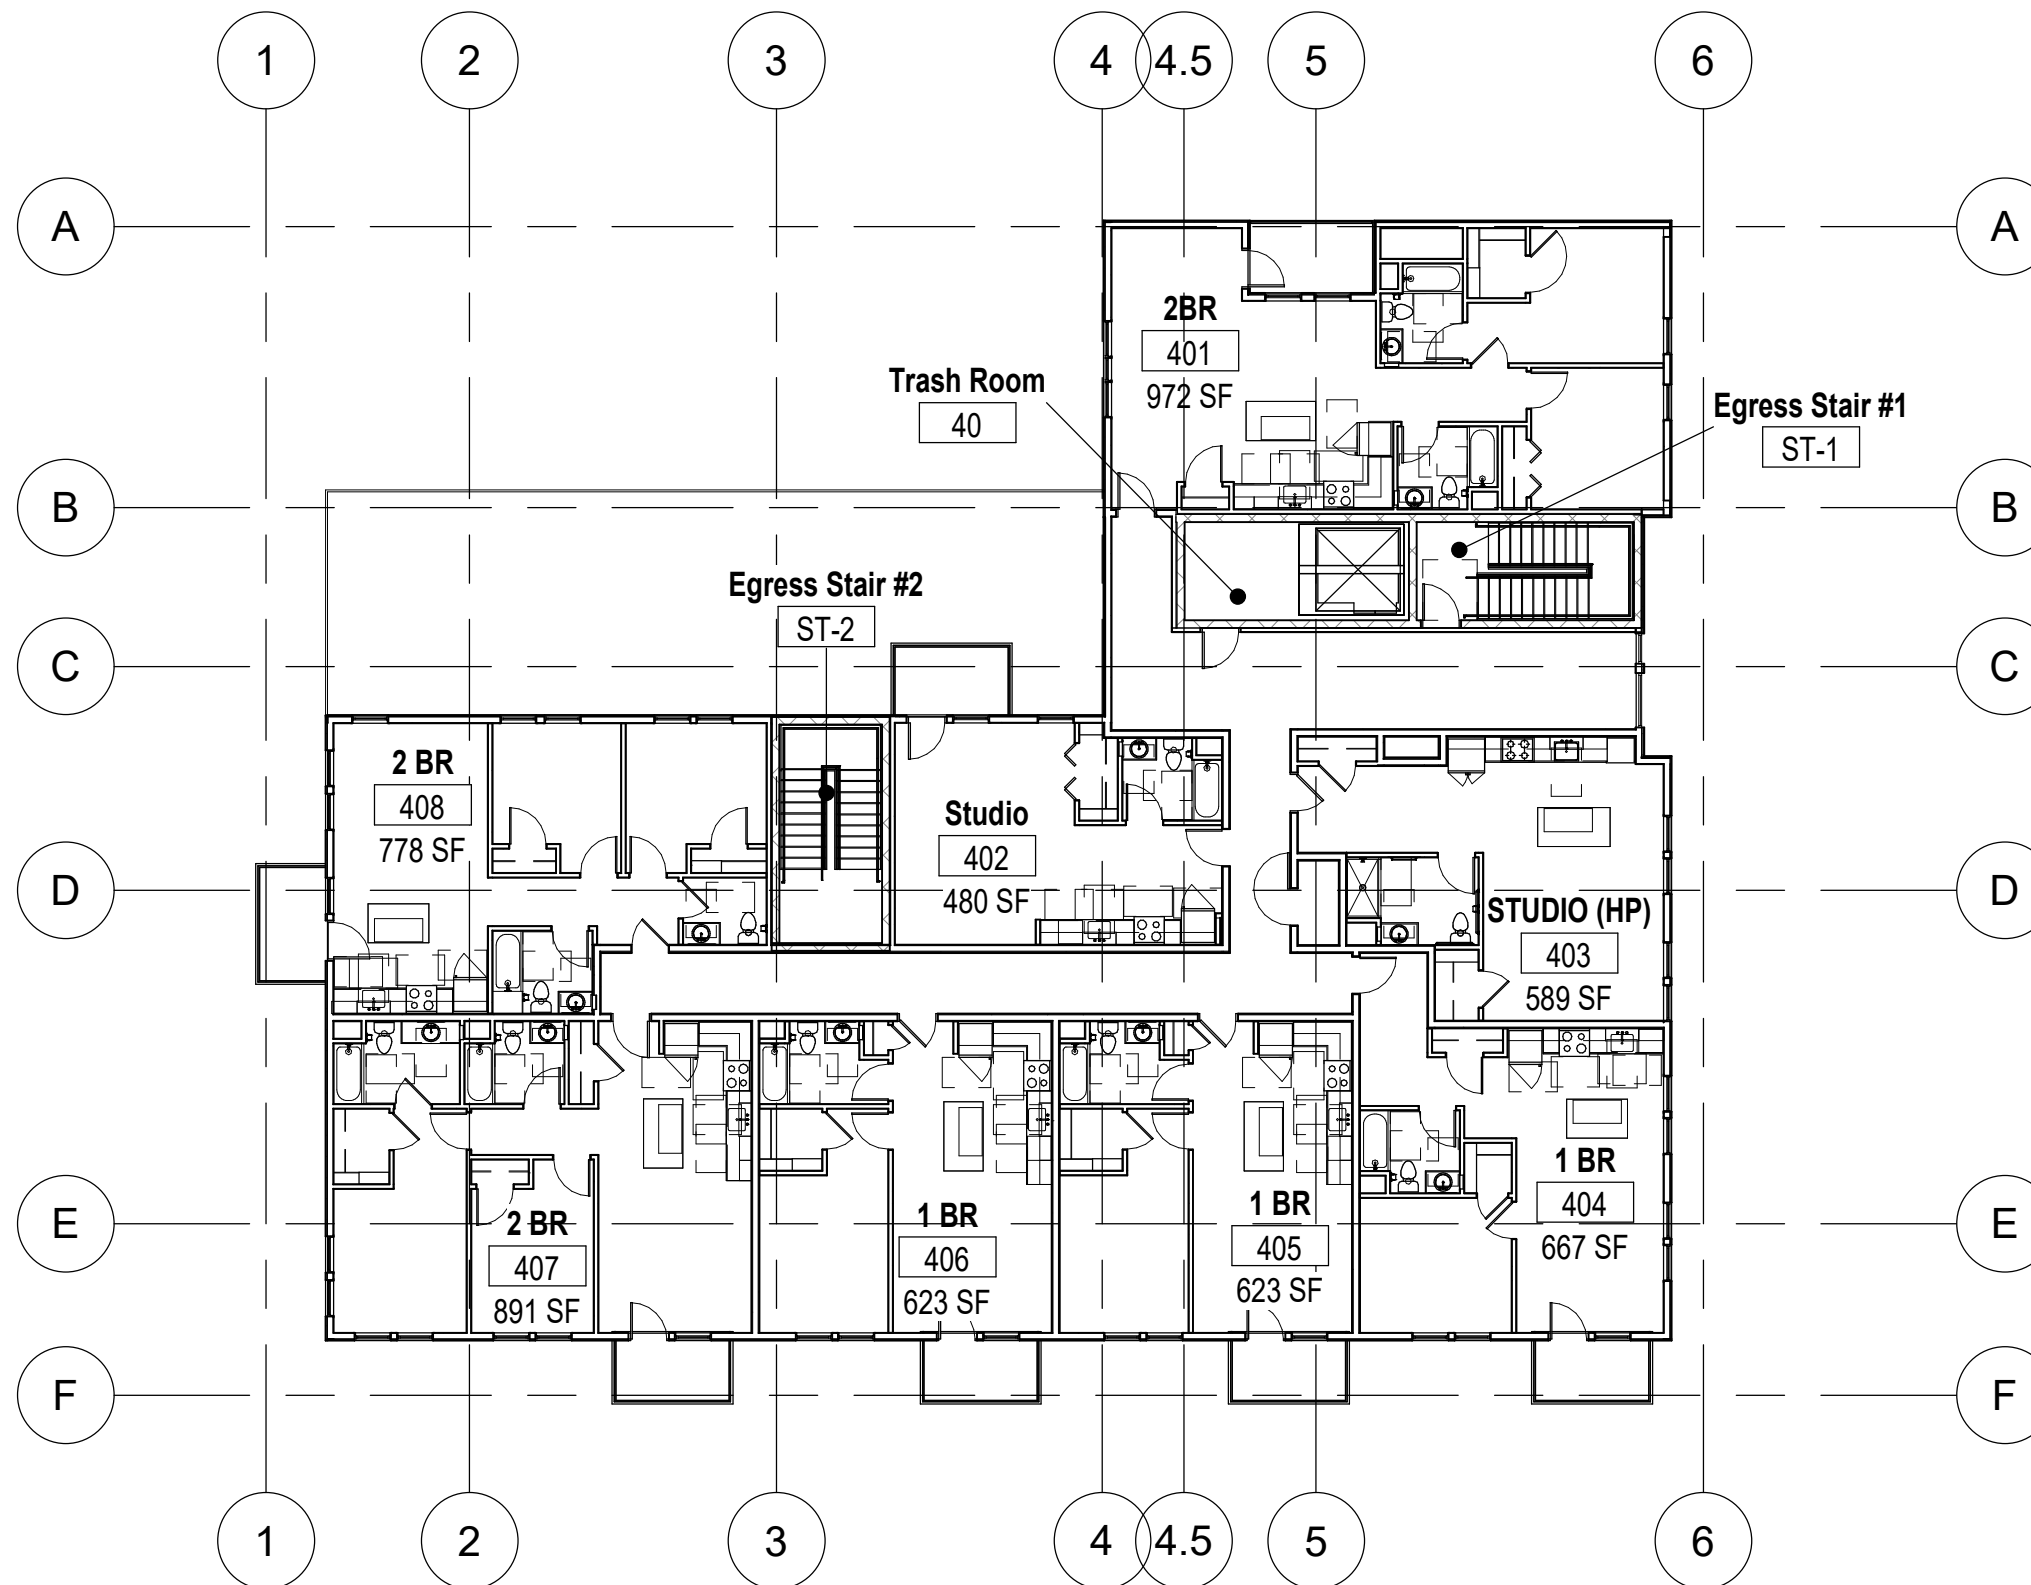 1
2
3
4
4.5
5
6
A
A
2BR
401
972 SF
Trash Room
40
Egress Stair #1
ST-1
B
B
Egress Stair #2
ST-2
C
C
2 BR
408
778 SF
Studio
402
480 SF
D
D
STUDIO (HP)
403
589 SF
1 BR
404
667 SF
1 BR
405
623 SF
1 BR
406
623 SF
2 BR
407
891 SF
E
E
F
F
1
2
3
4
4.5
5
6